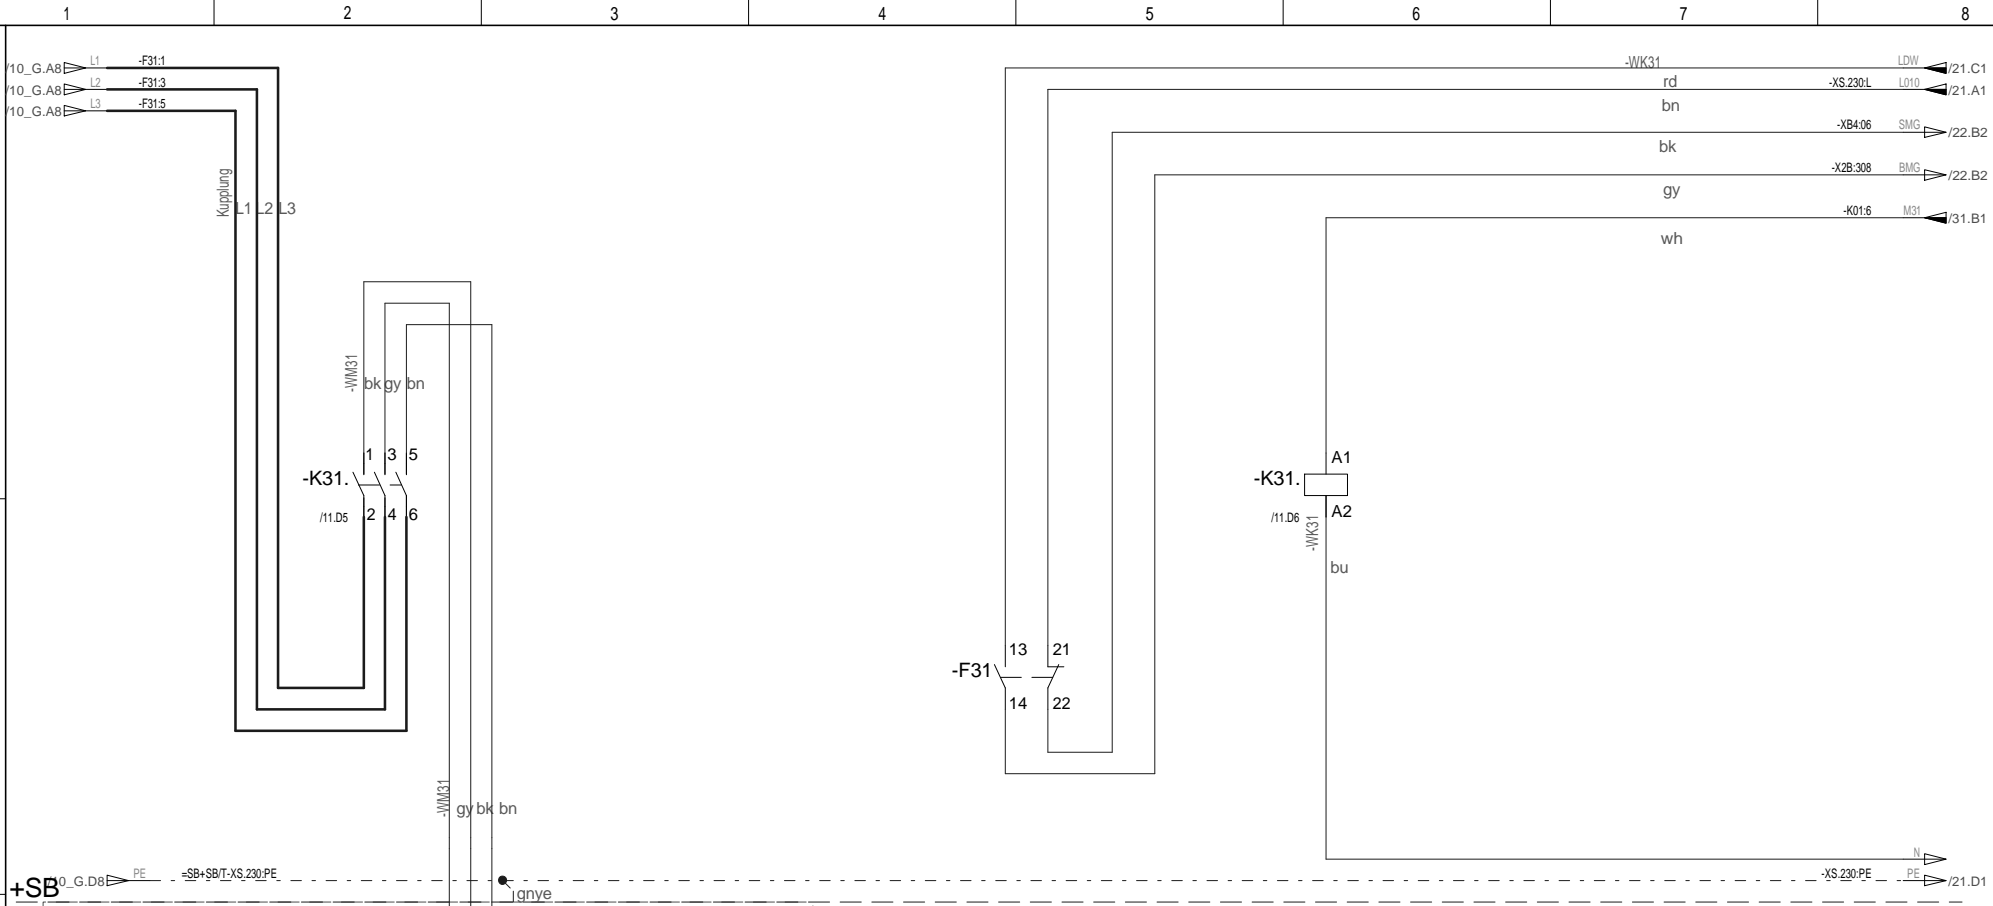 1 2 3 4 5 6 7 8
/10_G.A8 L1 -F31:1 -WK31 LDW /21.C1
/10_G.A8 L2 -F31:3 rd -XS.230:L L010 /21.A1
/10_G.A8 L3 -F31:5 bn
-XB4:06 SMG /22.B2
bk
-X2B:308 BMG /22.B2
gy
Kupplung L1 L2 L3 -K01:6 M31 /31.B1
wh
-WM31 bk gy bn
1 3 5 A1
-K31. -K31.
/11.D5 2 4 6 /11.D6 A2
-WK31
bu
13 21
-F31
14 22
-WM31 gy bk bn
N
/10_G.D8 PE =SB+SB/T-XS.230:PE -XS.230:PE PE /21.D1
+SB
gnye